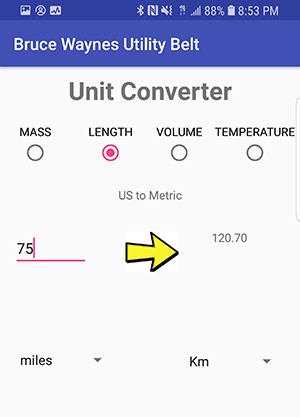 88% 8:53 PM
Bruce Waynes Utility Belt
Unit Converter
MASS LENGTH VOLUME TEMPERATURE
US to Metric
75 120.70
miles Km